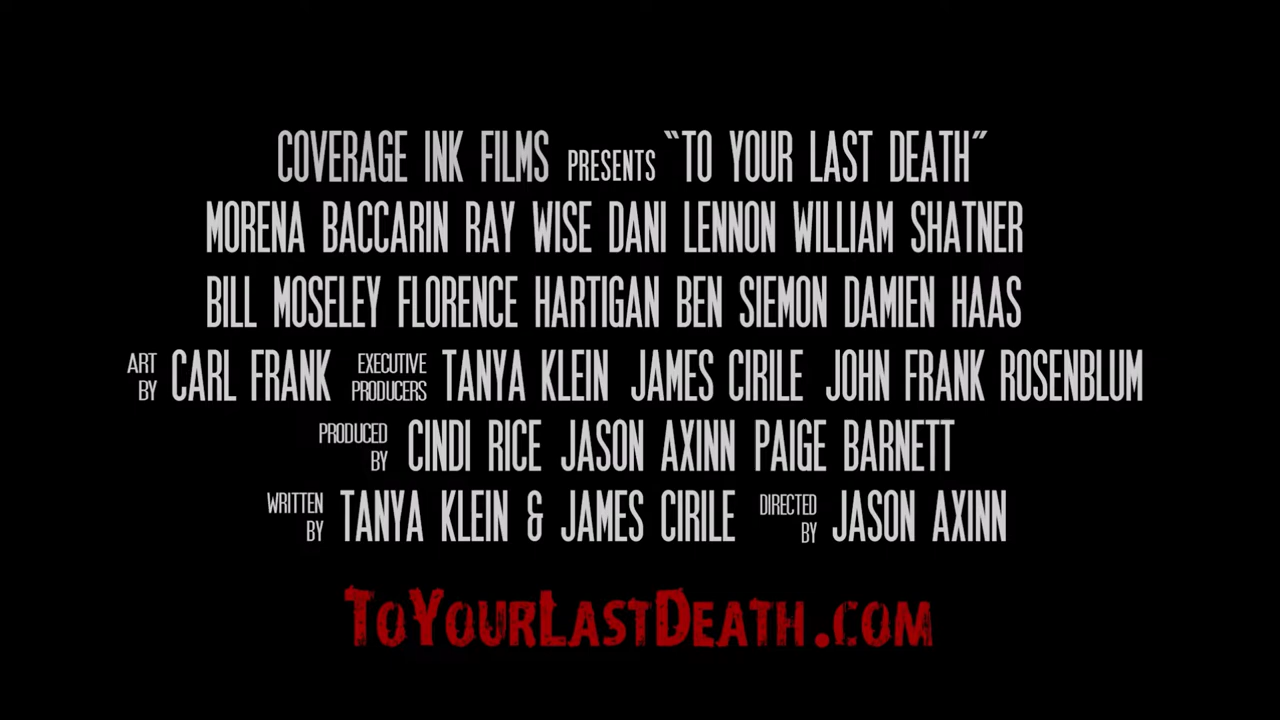 COVERAGE INK FILMS PRESENTS “TO YOUR LAST DEATH”
MORENA BACCARIN RAY WISE DANI LENNON WILLIAM SHATNER
BILL MOSELEY FLORENCE HARTIGAN BEN SIEMON DAMIEN HAAS
ART BY CARL FRANK EXECUTIVE PRODUCERS TANYA KLEIN JAMES CIRILE JOHN FRANK ROSENBLUM
PRODUCED BY CINDI RICE JASON AXINN PAIGE BARNETT
WRITTEN BY TANYA KLEIN & JAMES CIRILE DIRECTED BY JASON AXINN
TOYOURLASTDEATH.COM